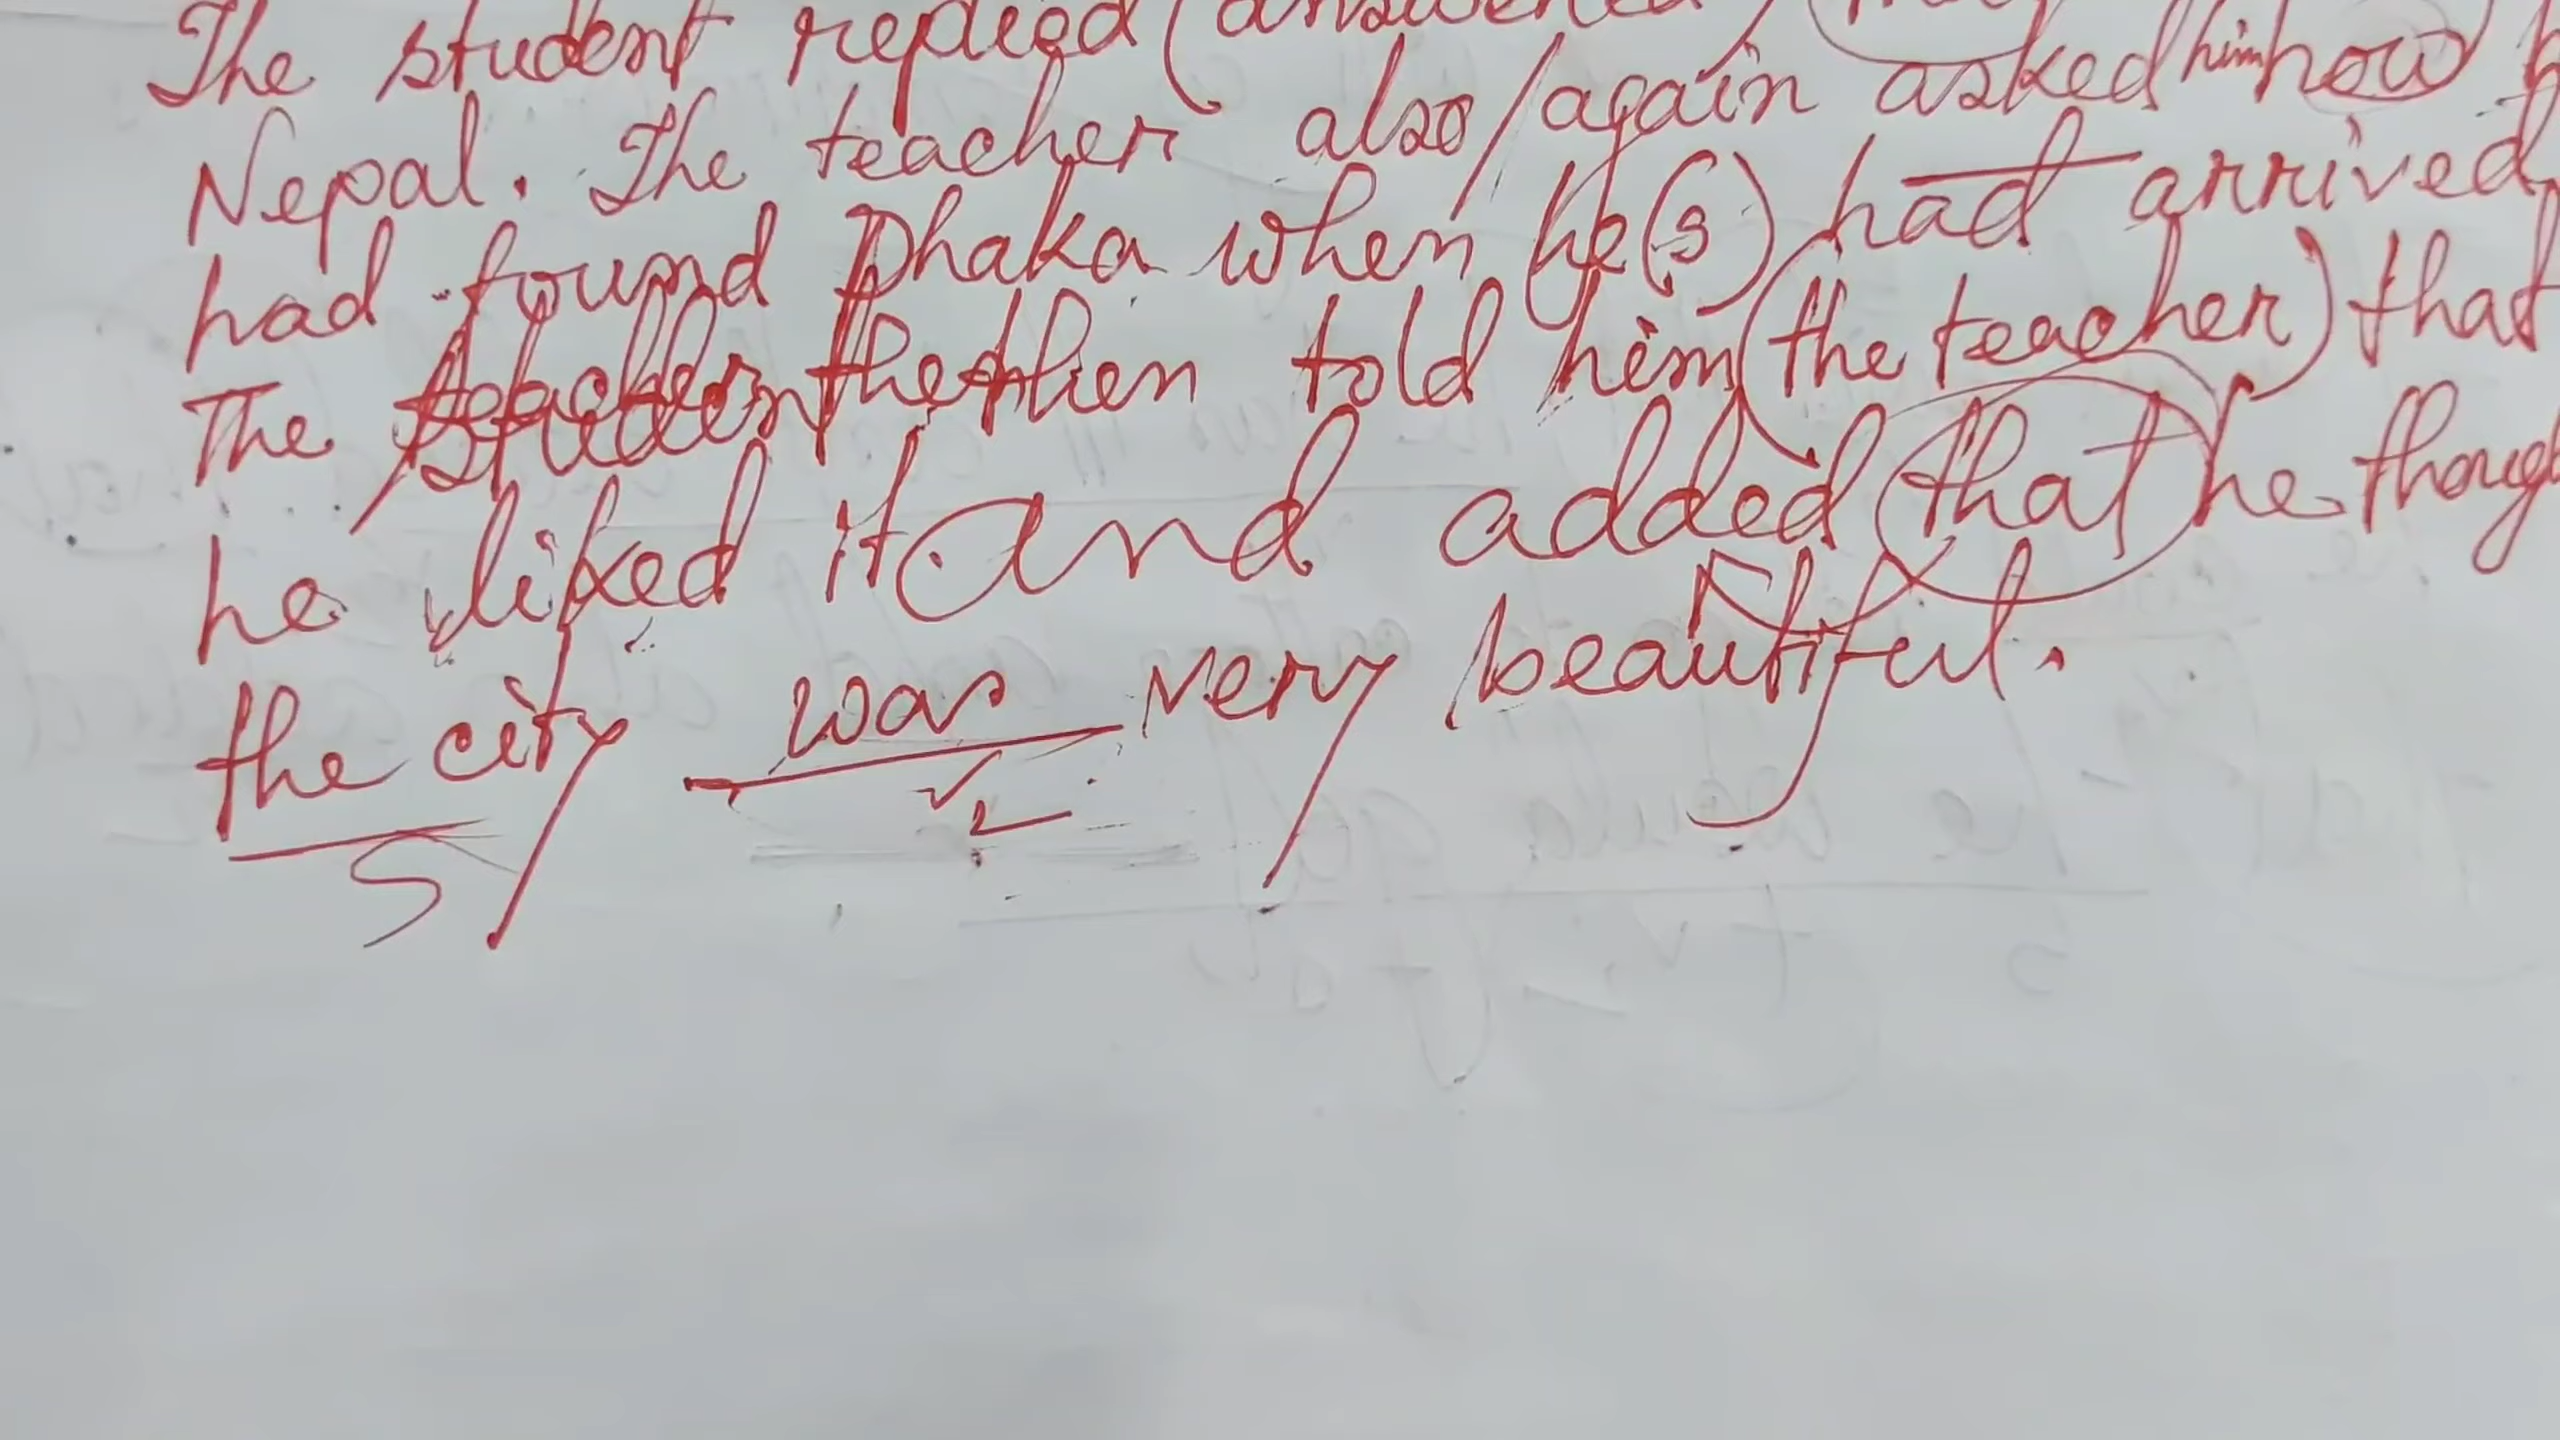 The student replied (answered)
Nepal. The teacher also/again asked him how
had found Dhaka when he(s) had arrived
The student then told him (the teacher) that
he liked it and added that he though
the city was very beautiful.
S